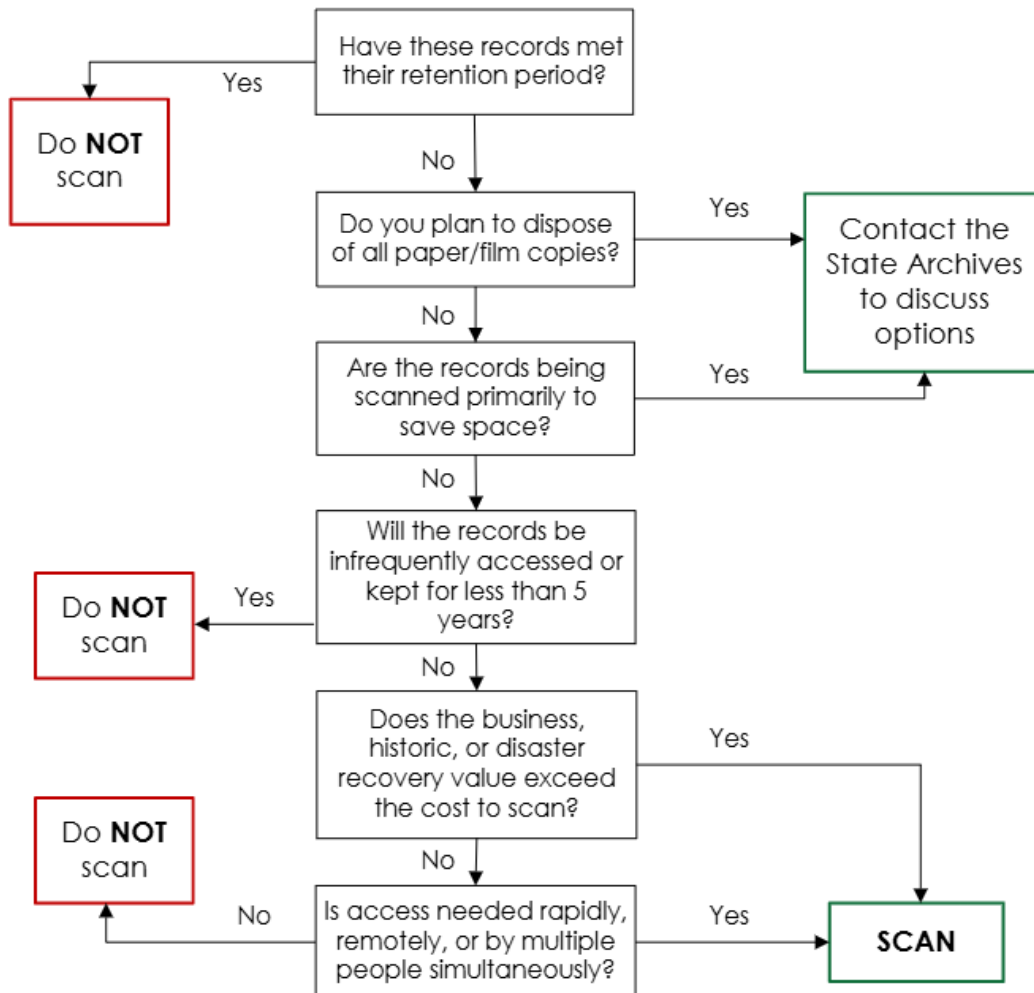 Have these records met
their retention period?
Yes
Do NOT
scan
No
Do you plan to dispose
of all paper/film copies?
Yes
Contact the
State Archives
to discuss
options
No
Are the records being
scanned primarily to
save space?
Yes
No
Will the records be
infrequently accessed or
kept for less than 5
years?
Yes
Do NOT
scan
No
Does the business,
historic, or disaster
recovery value exceed
the cost to scan?
Yes
Do NOT
scan
No
Is access needed rapidly,
remotely, or by multiple
people simultaneously?
No
Yes
SCAN